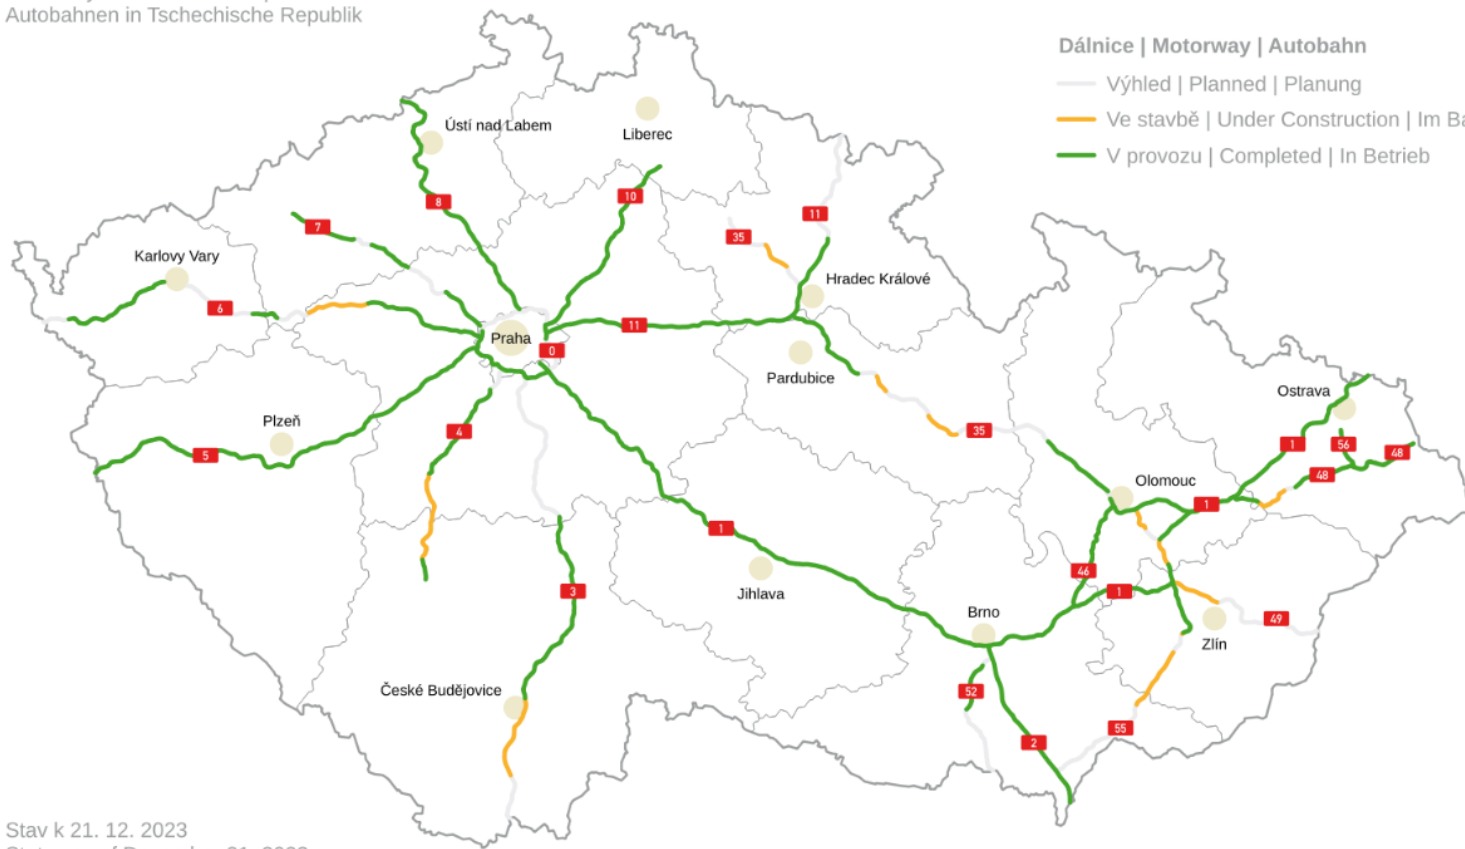 Autobahnen in Tschechische Republik
Dálnice | Motorway | Autobahn
Výhled | Planned | Planung
Ve stavbě | Under Construction | Im Ba
V provozu | Completed | In Betrieb
Ústí nad Labem
Liberec
8
10
11
7
35
Karlovy Vary
Hradec Králové
6
11
Praha
0
Pardubice
Ostrava
Plzeň
4
35
1
56
48
5
48
Olomouc
1
1
46
Jihlava
3
1
Brno
49
Zlín
České Budějovice
52
55
2
Stav k 21. 12. 2023